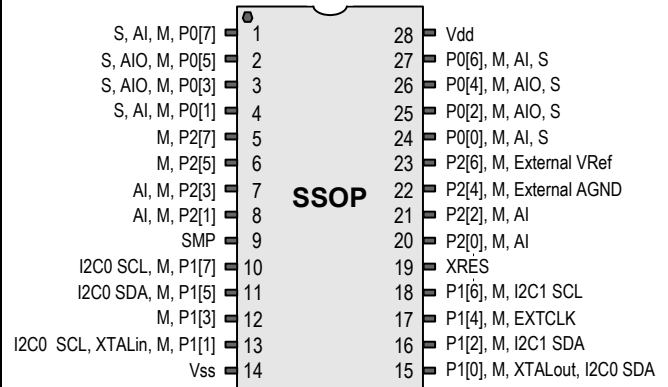 S, AI, M, P0[7] 1 28 Vdd
S, AIO, M, P0[5] 2 27 P0[6], M, AI, S
S, AIO, M, P0[3] 3 26 P0[4], M, AIO, S
S, AI, M, P0[1] 4 25 P0[2], M, AIO, S
M, P2[7] 5 24 P0[0], M, AI, S
M, P2[5] 6 23 P2[6], M, External VRef
AI, M, P2[3] 7 SSOP 22 P2[4], M, External AGND
AI, M, P2[1] 8 21 P2[2], M, AI
SMP 9 20 P2[0], M, AI
I2C0 SCL, M, P1[7] 10 19 XRES
I2C0 SDA, M, P1[5] 11 18 P1[6], M, I2C1 SCL
M, P1[3] 12 17 P1[4], M, EXTCLK
I2C0 SCL, XTALin, M, P1[1] 13 16 P1[2], M, I2C1 SDA
Vss 14 15 P1[0], M, XTALout, I2C0 SDA